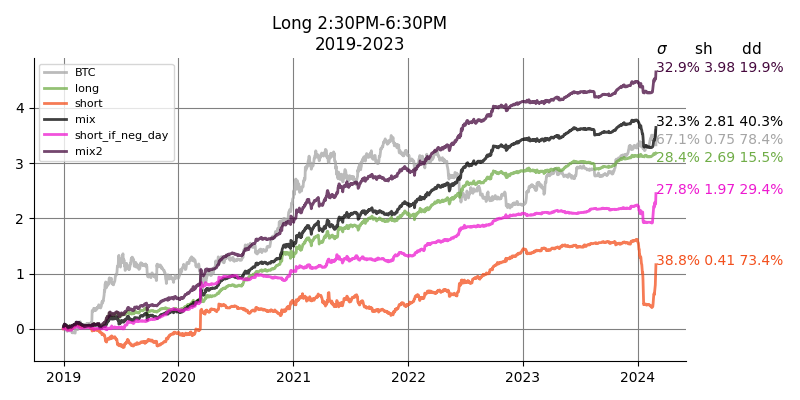 Long 2:30PM-6:30PM
2019-2023
σ sh dd
BTC
long
short
mix
short_if_neg_day
mix2
32.9% 3.98 19.9%
32.3% 2.81 40.3%
67.1% 0.75 78.4%
28.4% 2.69 15.5%
27.8% 1.97 29.4%
38.8% 0.41 73.4%
4
3
2
1
0
2019 2020 2021 2022 2023 2024